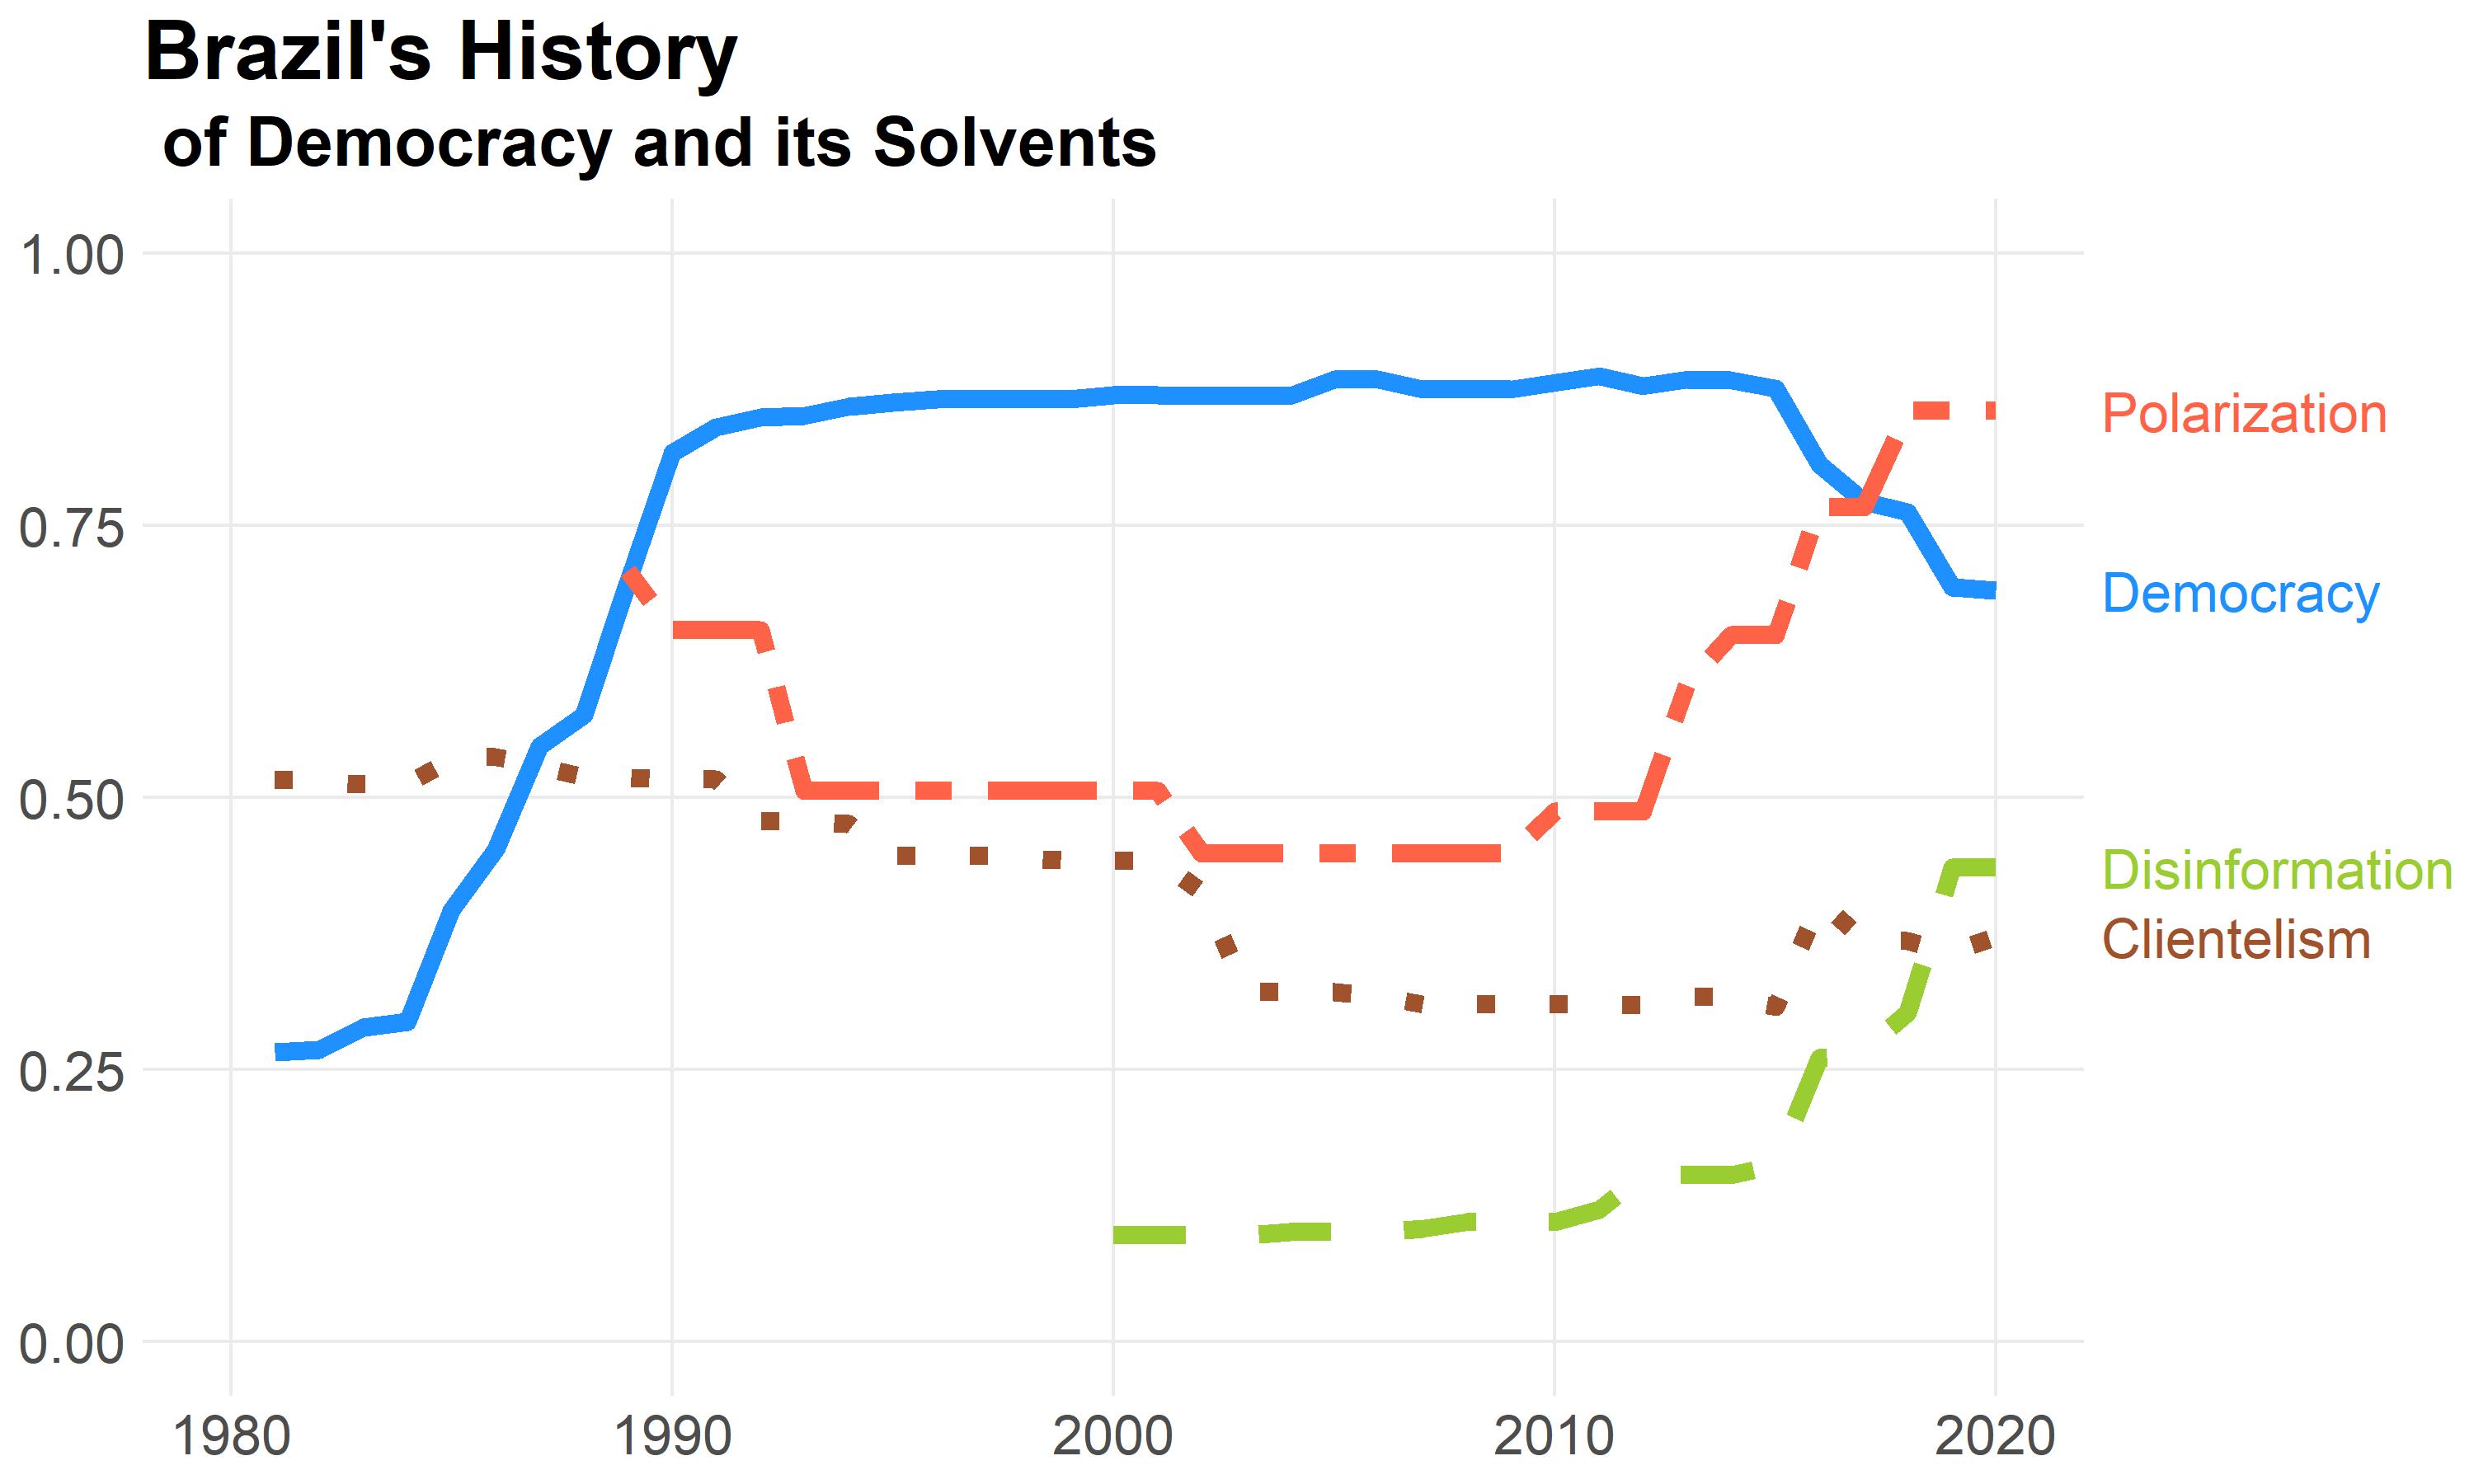 Brazil's History
of Democracy and its Solvents
1.00
0.75
0.50
0.25
0.00
1980 1990 2000 2010 2020
Polarization
Democracy
Disinformation
Clientelism